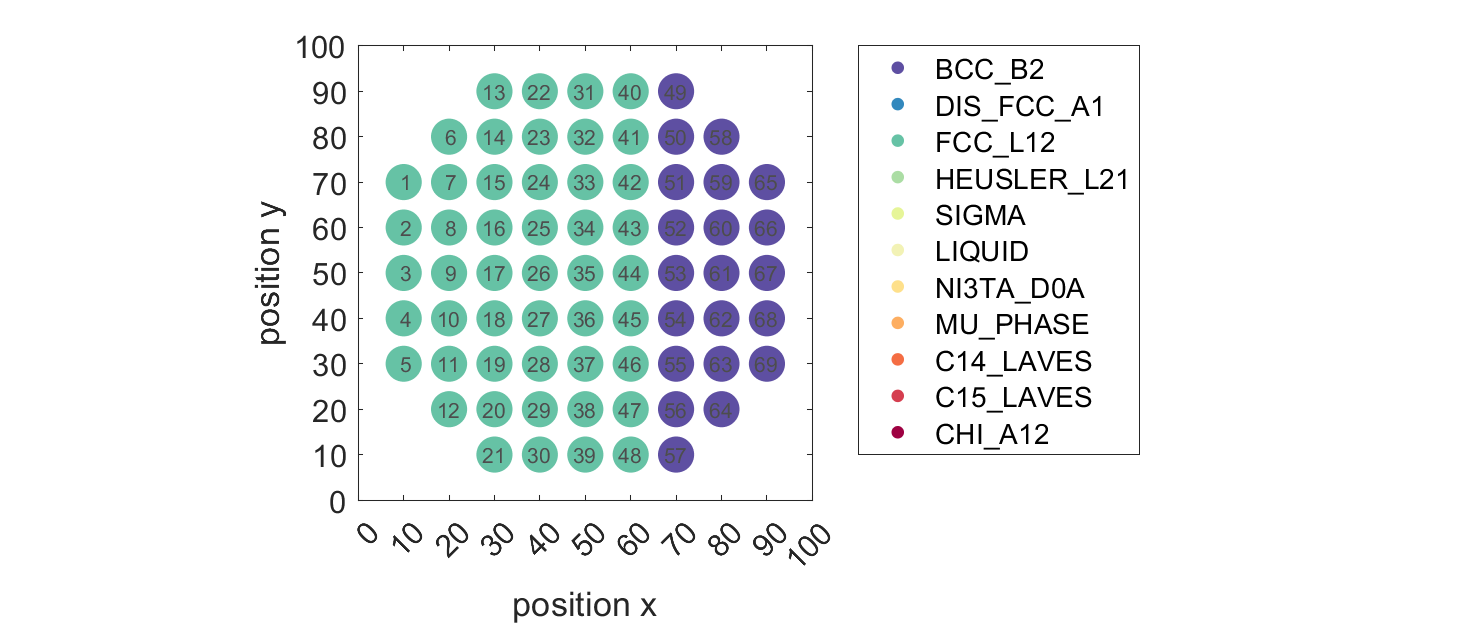 100
90 13 22 31 40 49
80 6 14 23 32 41 50 58
70 1 7 15 24 33 42 51 59 65
60 2 8 16 25 34 43 52 60 66
50 3 9 17 26 35 44 53 61 67
40 4 10 18 27 36 45 54 62 68
30 5 11 19 28 37 46 55 63 69
20 12 20 29 38 47 56 64
10 21 30 39 48 57
0
position y
0 10 20 30 40 50 60 70 80 90 100
position x
BCC_B2
DIS_FCC_A1
FCC_L12
HEUSLER_L21
SIGMA
LIQUID
NI3TA_D0A
MU_PHASE
C14_LAVES
C15_LAVES
CHI_A12